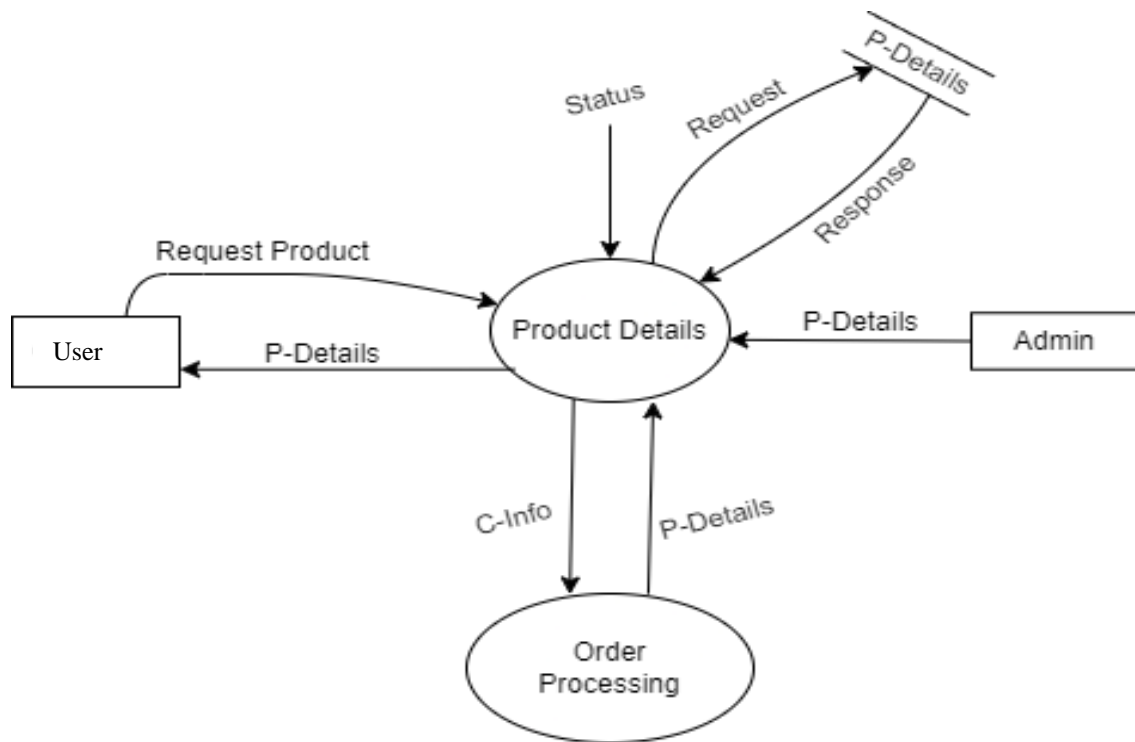 P-Details
Status
Request
Response
Request Product
User
P-Details
Product Details
P-Details
Admin
C-Info
P-Details
Order
Processing